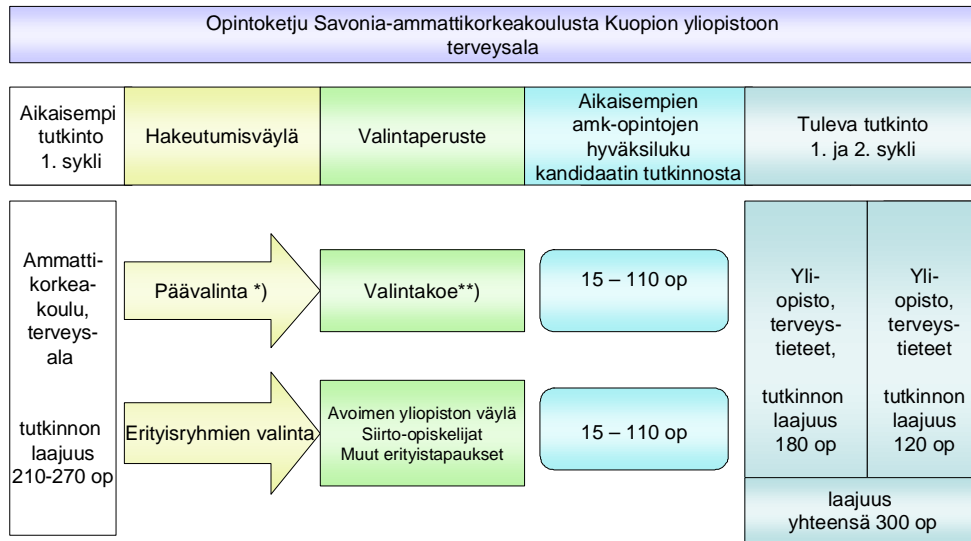 Opintoketju Savonia-ammattikorkeakoulusta Kuopion yliopistoon
terveysala
Aikaisempi
tutkinto
1. sykli
Hakeutumisväylä
Valintaperuste
Aikaisempien
amk-opintojen
hyväksiluku
kandidaatin tutkinnosta
Tuleva tutkinto
1. ja 2. sykli
Ammatti-
korkea-
koulu,
terveys-
ala
tutkinnon
laajuus
210-270 op
Päävalinta *)
Valintakoe**)
15 – 110 op
Erityisryhmien valinta
Avoimen yliopiston väylä
Siirto-opiskelijat
Muut erityistapaukset
15 – 110 op
Yli-
opisto,
terveys-
tieteet,
tutkinnon
laajuus
180 op
Yli-
opisto,
terveys-
tieteet
tutkinnon
laajuus
120 op
laajuus
yhteensä 300 op